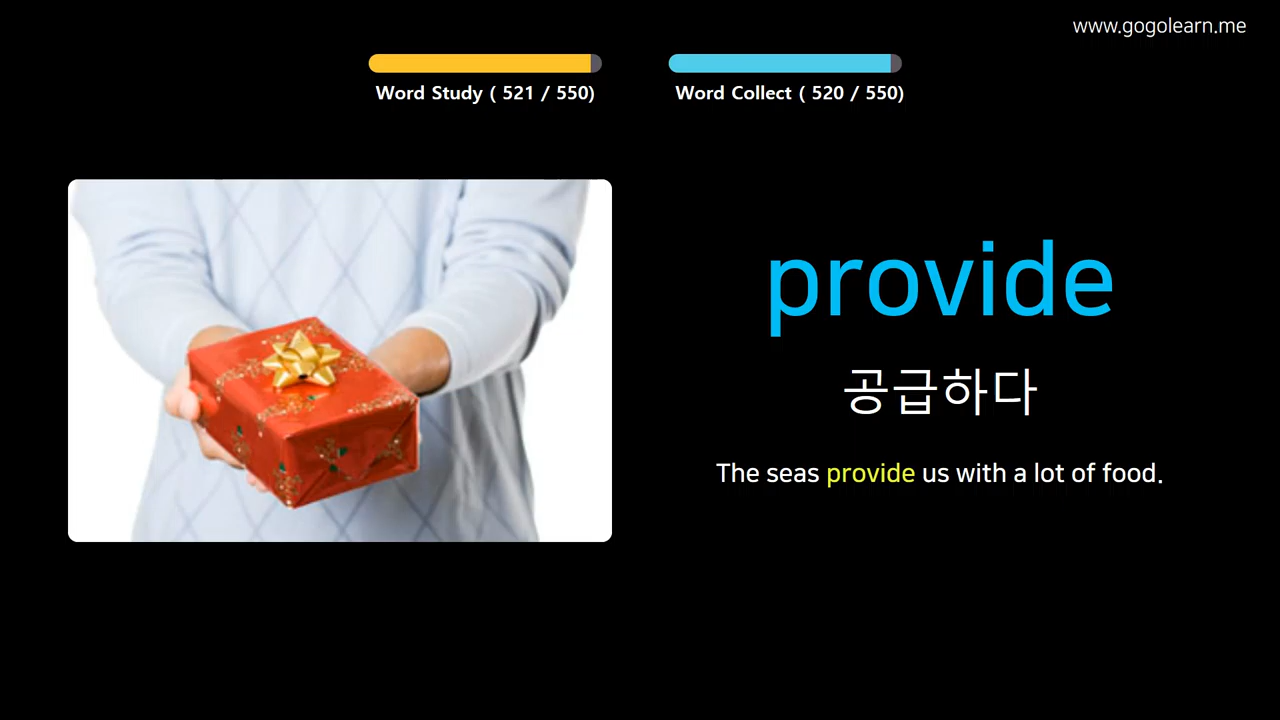 www.gogolearn.me
Word Study ( 521 / 550)
Word Collect ( 520 / 550)
provide
공급하다
The seas provide us with a lot of food.